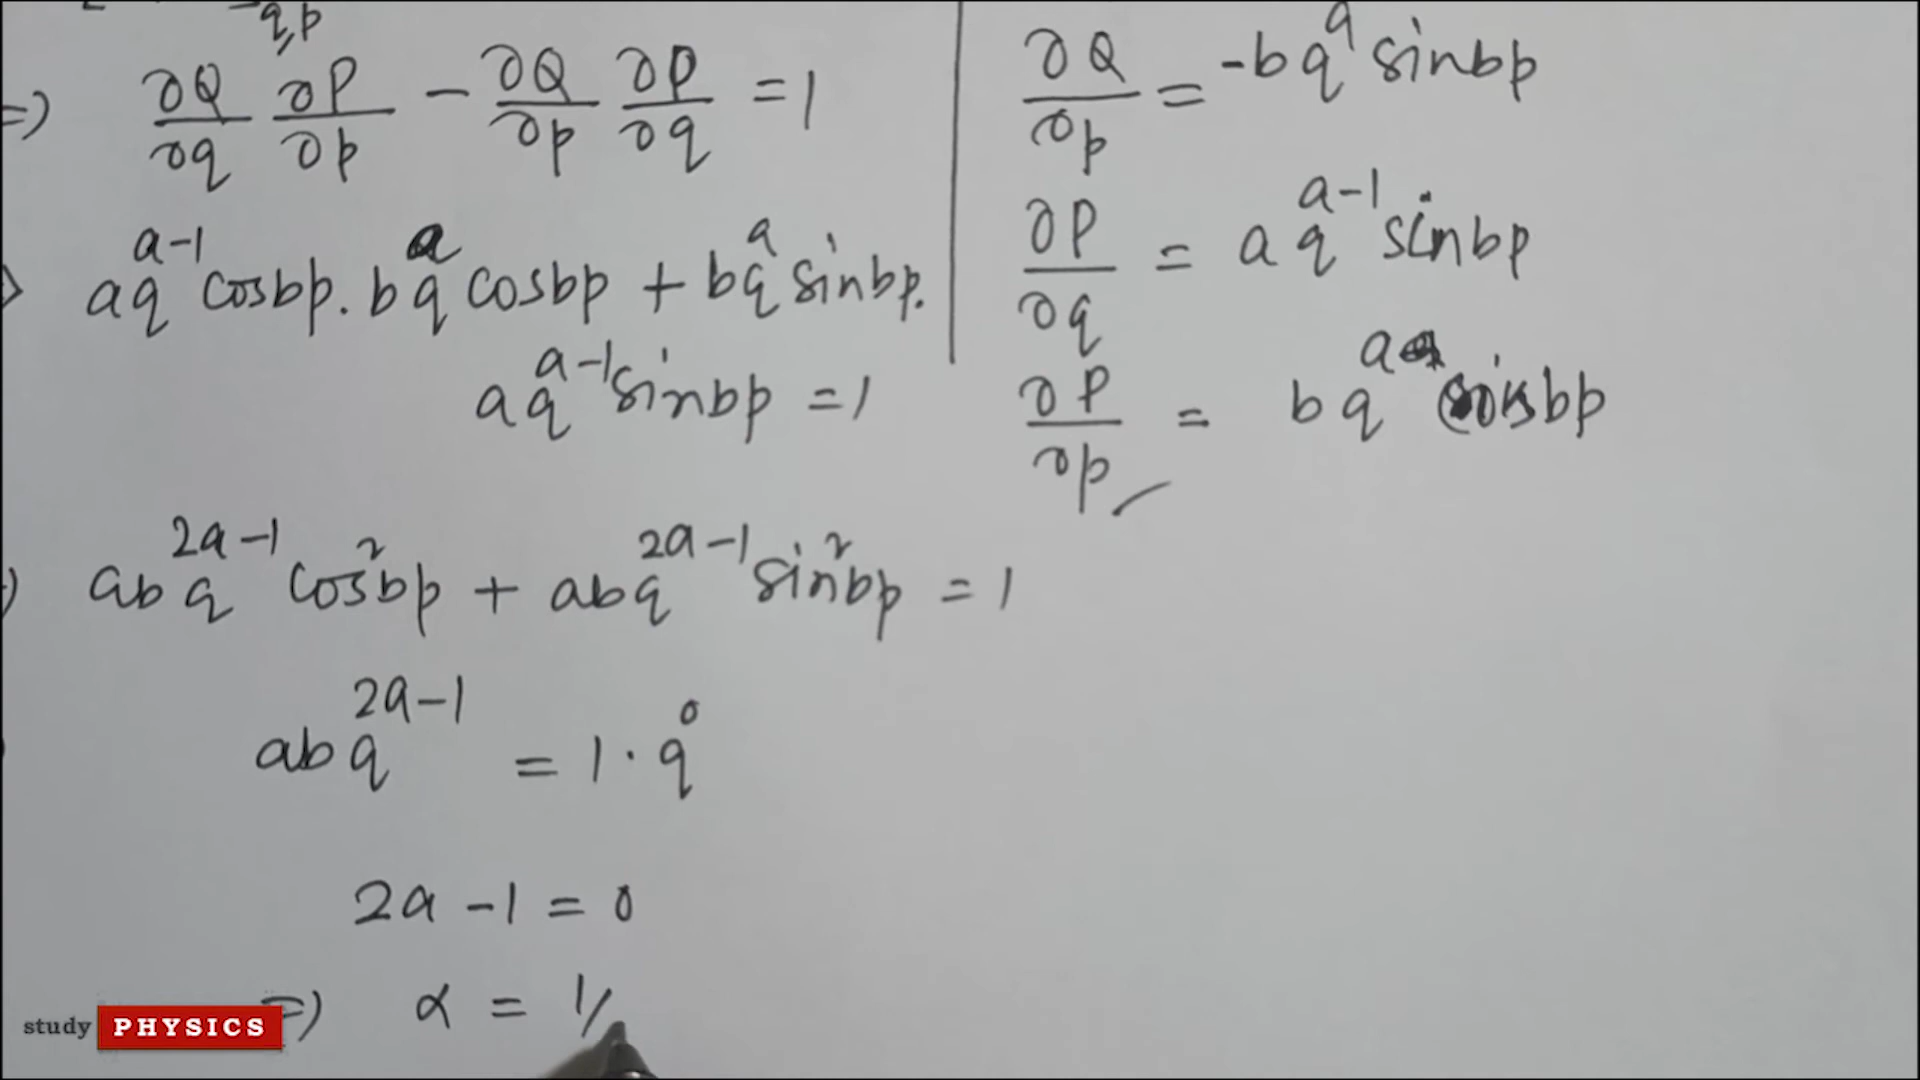 q,p
=> ∂Q/∂q ∂P/∂p − ∂Q/∂p ∂P/∂q = 1
aq^(a-1) cosbp . bq^a cosbp + bq^a sinbp.
aq^(a-1) sinbp = 1
abq^(2a-1) cos²bp + abq^(2a-1) sin²bp = 1
abq^(2a-1) = 1 · q^0
2a − 1 = 0
=> α = 1/
∂Q/∂p = -bq^a sinbp
∂P/∂q = aq^(a-1) sinbp
∂P/∂p = bq^a cosbp
study PHYSICS